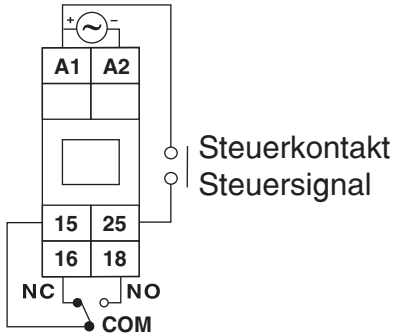 + ~ −
A1 A2
Steuerkontakt
Steuersignal
15 25
16 18
NC NO
COM